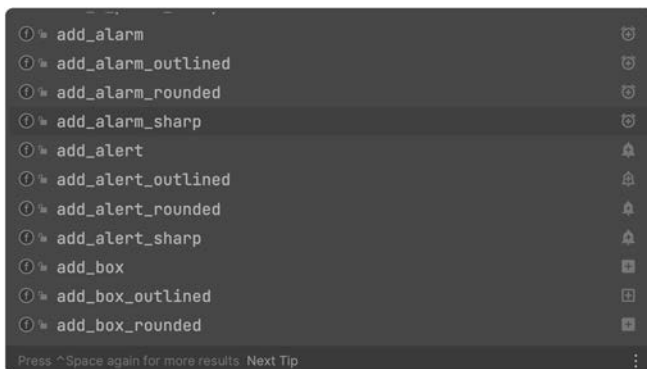 add_alarm
add_alarm_outlined
add_alarm_rounded
add_alarm_sharp
add_alert
add_alert_outlined
add_alert_rounded
add_alert_sharp
add_box
add_box_outlined
add_box_rounded
Press ^Space again for more results Next Tip